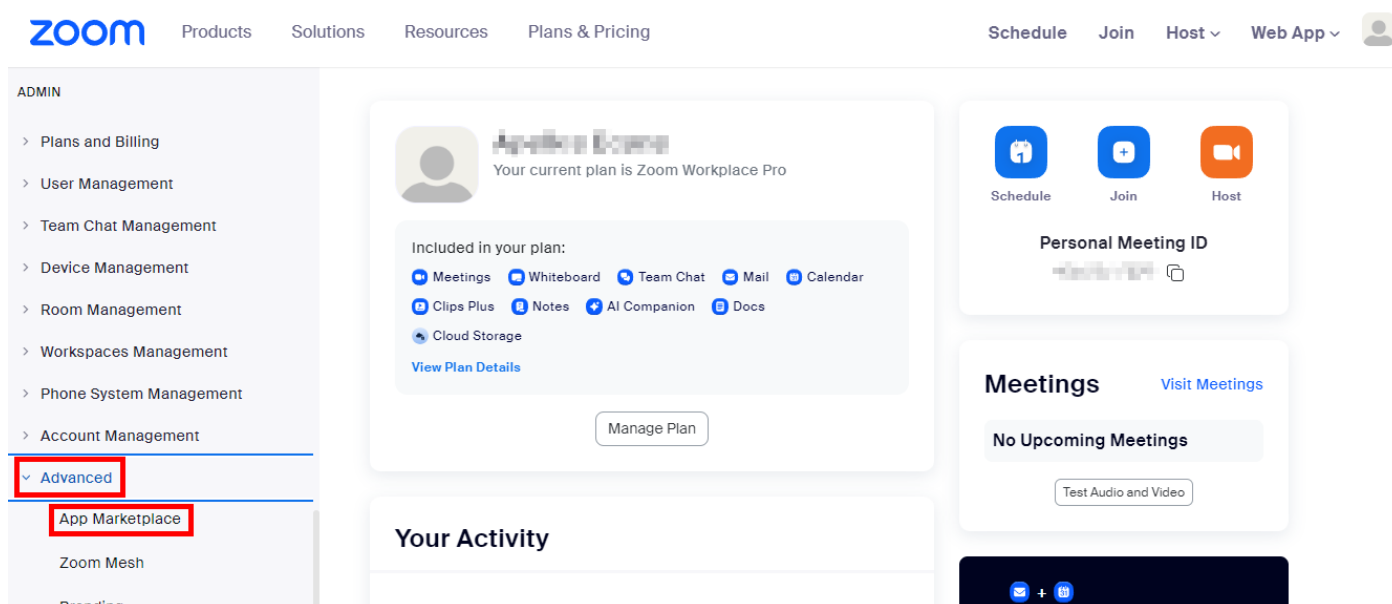 zoom Products Solutions Resources Plans & Pricing Schedule Join Host Web App
ADMIN
Plans and Billing
User Management
Team Chat Management
Device Management
Room Management
Workspaces Management
Phone System Management
Account Management
Advanced
App Marketplace
Zoom Mesh
Your current plan is Zoom Workplace Pro
Included in your plan:
Meetings Whiteboard Team Chat Mail Calendar
Clips Plus Notes AI Companion Docs
Cloud Storage
View Plan Details
Manage Plan
Your Activity
1
Schedule Join Host
Personal Meeting ID
Meetings Visit Meetings
No Upcoming Meetings
Test Audio and Video
+